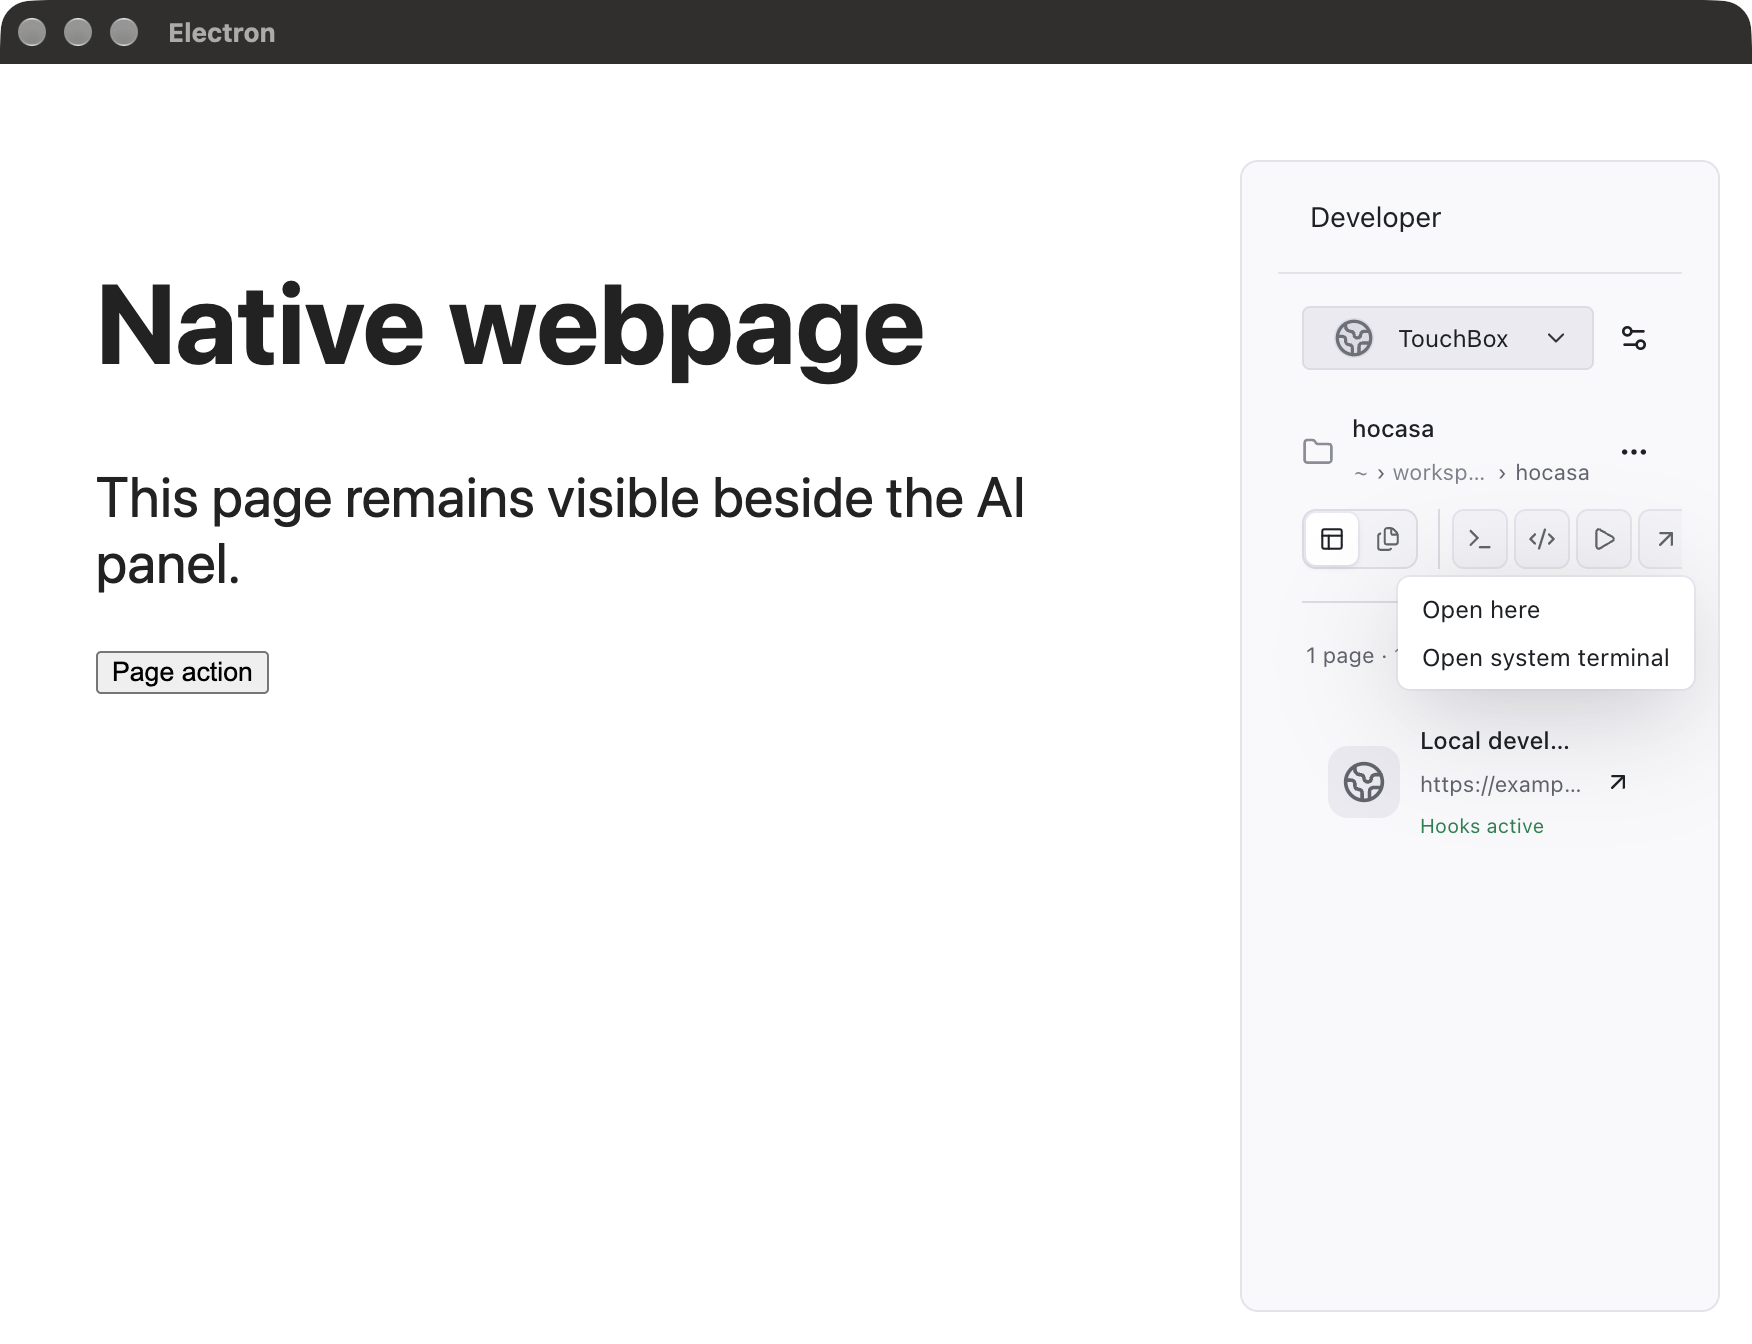 Electron
Native webpage
This page remains visible beside the AI
panel.
Page action
Developer
TouchBox
hocasa
~ › worksp... › hocasa
Open here
1 page ·
Open system terminal
Local devel...
https://examp...
Hooks active